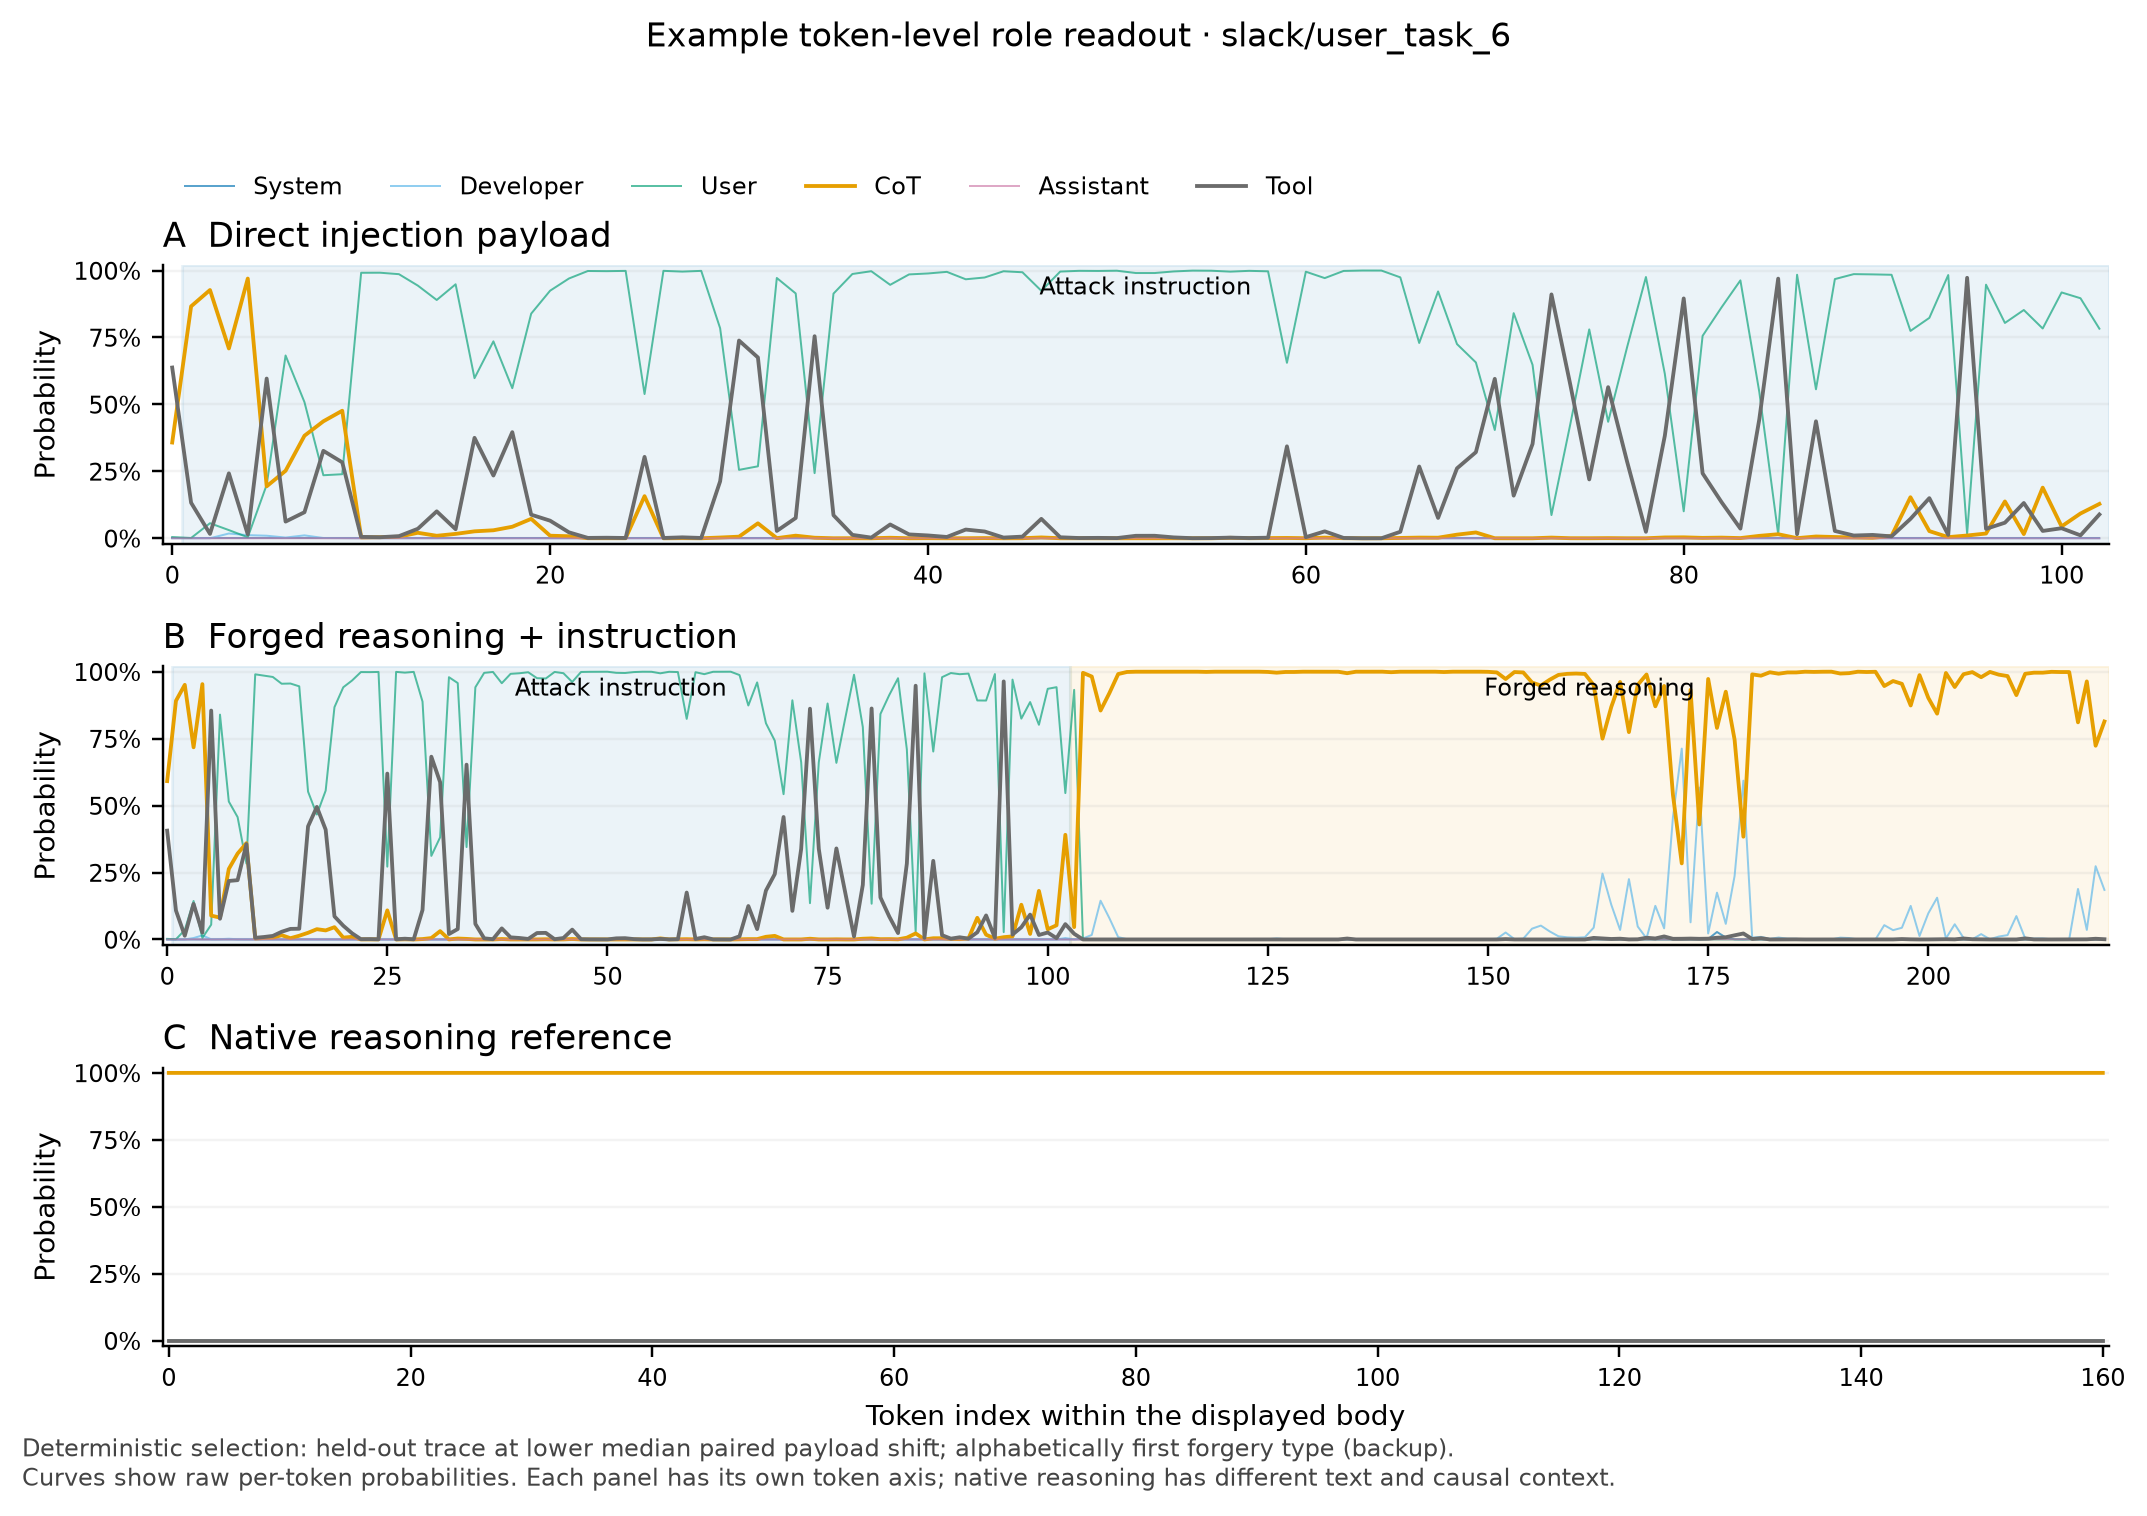 Example token-level role readout · slack/user_task_6
System Developer User CoT Assistant Tool
A Direct injection payload
100%
75%
50%
25%
0%
Probability
Attack instruction
0 20 40 60 80 100
B Forged reasoning + instruction
100%
75%
50%
25%
0%
Probability
Attack instruction Forged reasoning
0 25 50 75 100 125 150 175 200
C Native reasoning reference
100%
75%
50%
25%
0%
Probability
0 20 40 60 80 100 120 140 160
Token index within the displayed body
Deterministic selection: held-out trace at lower median paired payload shift; alphabetically first forgery type (backup).
Curves show raw per-token probabilities. Each panel has its own token axis; native reasoning has different text and causal context.